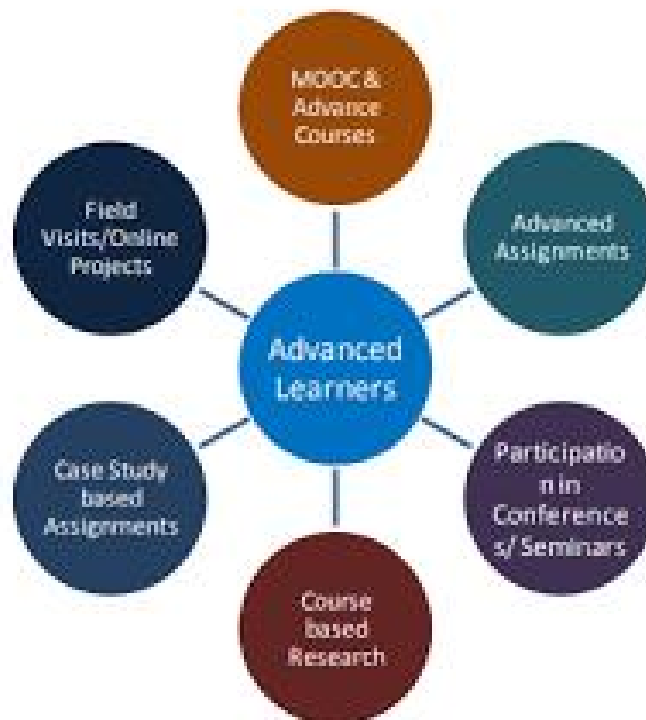 MOOC &
Advance
Courses
Advanced
Assignments
Participatio
n in
Conference
s/ Seminars
Course
based
Research
Case Study
based
Assignments
Field
Visits/Online
Projects
Advanced
Learners